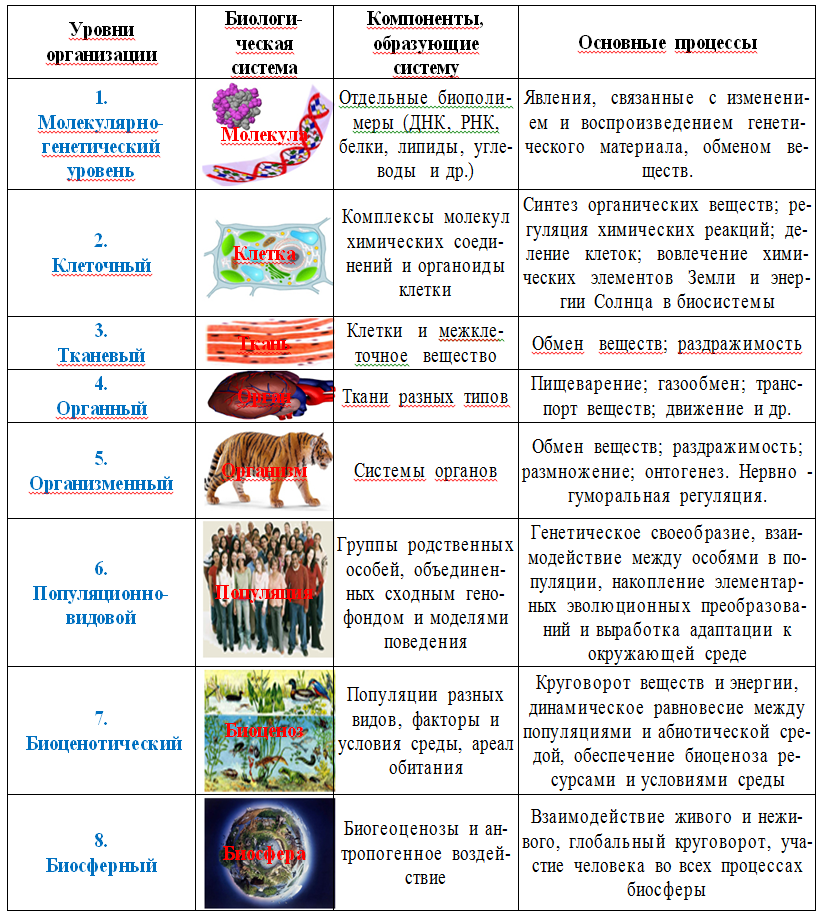 Уровни
организации
Биологи-
ческая
система
Компоненты,
образующие
систему
Основные процессы
1.
Молекулярно-
генетический
уровень
Молекула
Отдельные биополи-
меры (ДНК, РНК,
белки, липиды, угле-
воды и др.)
Явления, связанные с изменени-
ем и воспроизведением генети-
ческого материала, обменом ве-
ществ.
2.
Клеточный
Клетка
Комплексы молекул
химических соеди-
нений и органоиды
клетки
Синтез органических веществ; ре-
гуляция химических реакций; де-
ление клеток; вовлечение хими-
ческих элементов Земли и энер-
гии Солнца в биосистемы
3.
Тканевый
Ткань
Клетки и межкле-
точное вещество
Обмен веществ; раздражимость
4.
Органный
Орган
Ткани разных типов
Пищеварение; газообмен; транс-
порт веществ; движение и др.
5.
Организменный
Организм
Системы органов
Обмен веществ; раздражимость;
размножение; онтогенез. Нервно -
гуморальная регуляция.
6.
Популяционно-
видовой
Популяция
Группы родственных
особей, объединен-
ных сходным гено-
фондом и моделями
поведения
Генетическое своеобразие, взаи-
модействие между особями в по-
пуляции, накопление элементар-
ных эволюционных преобразова-
ний и выработка адаптации к
окружающей среде
7.
Биоценотический
Биоценоз
Популяции разных
видов, факторы и
условия среды, ареал
обитания
Круговорот веществ и энергии,
динамическое равновесие между
популяциями и абиотической сре-
дой, обеспечение биоценоза ре-
сурсами и условиями среды
8.
Биосферный
Биосфера
Биогеоценозы и ан-
тропогенное воздей-
ствие
Взаимодействие живого и нежи-
вого, глобальный круговорот, уча-
стие человека во всех процессах
биосферы